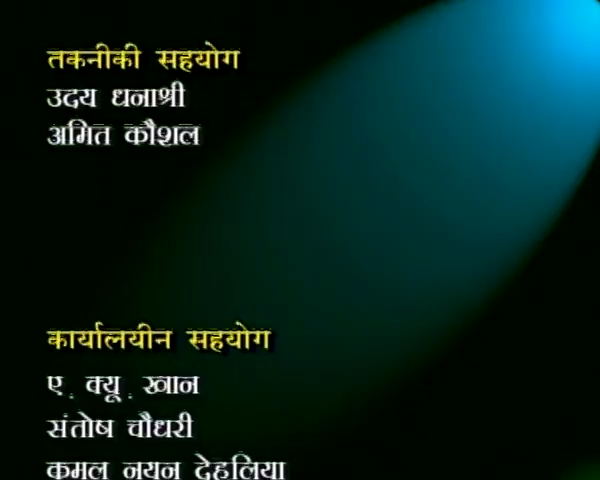 तकनीकी सहयोग
उदय धनाश्री
अमित कौशल
कार्यालयीन सहयोग
ए . क्यू . खान
संतोष चौधरी
कमल नयन देहलिया